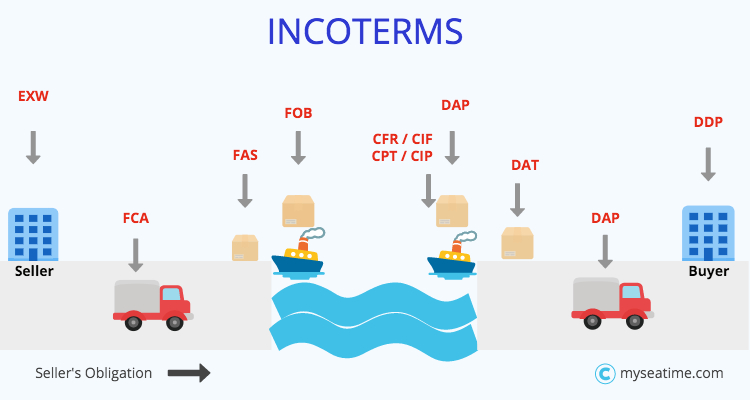 INCOTERMS
EXW
FCA
FAS
FOB
CFR / CIF
CPT / CIP
DAP
DAT
DAP
DDP
Seller
Buyer
Seller's Obligation
C myseatime.com